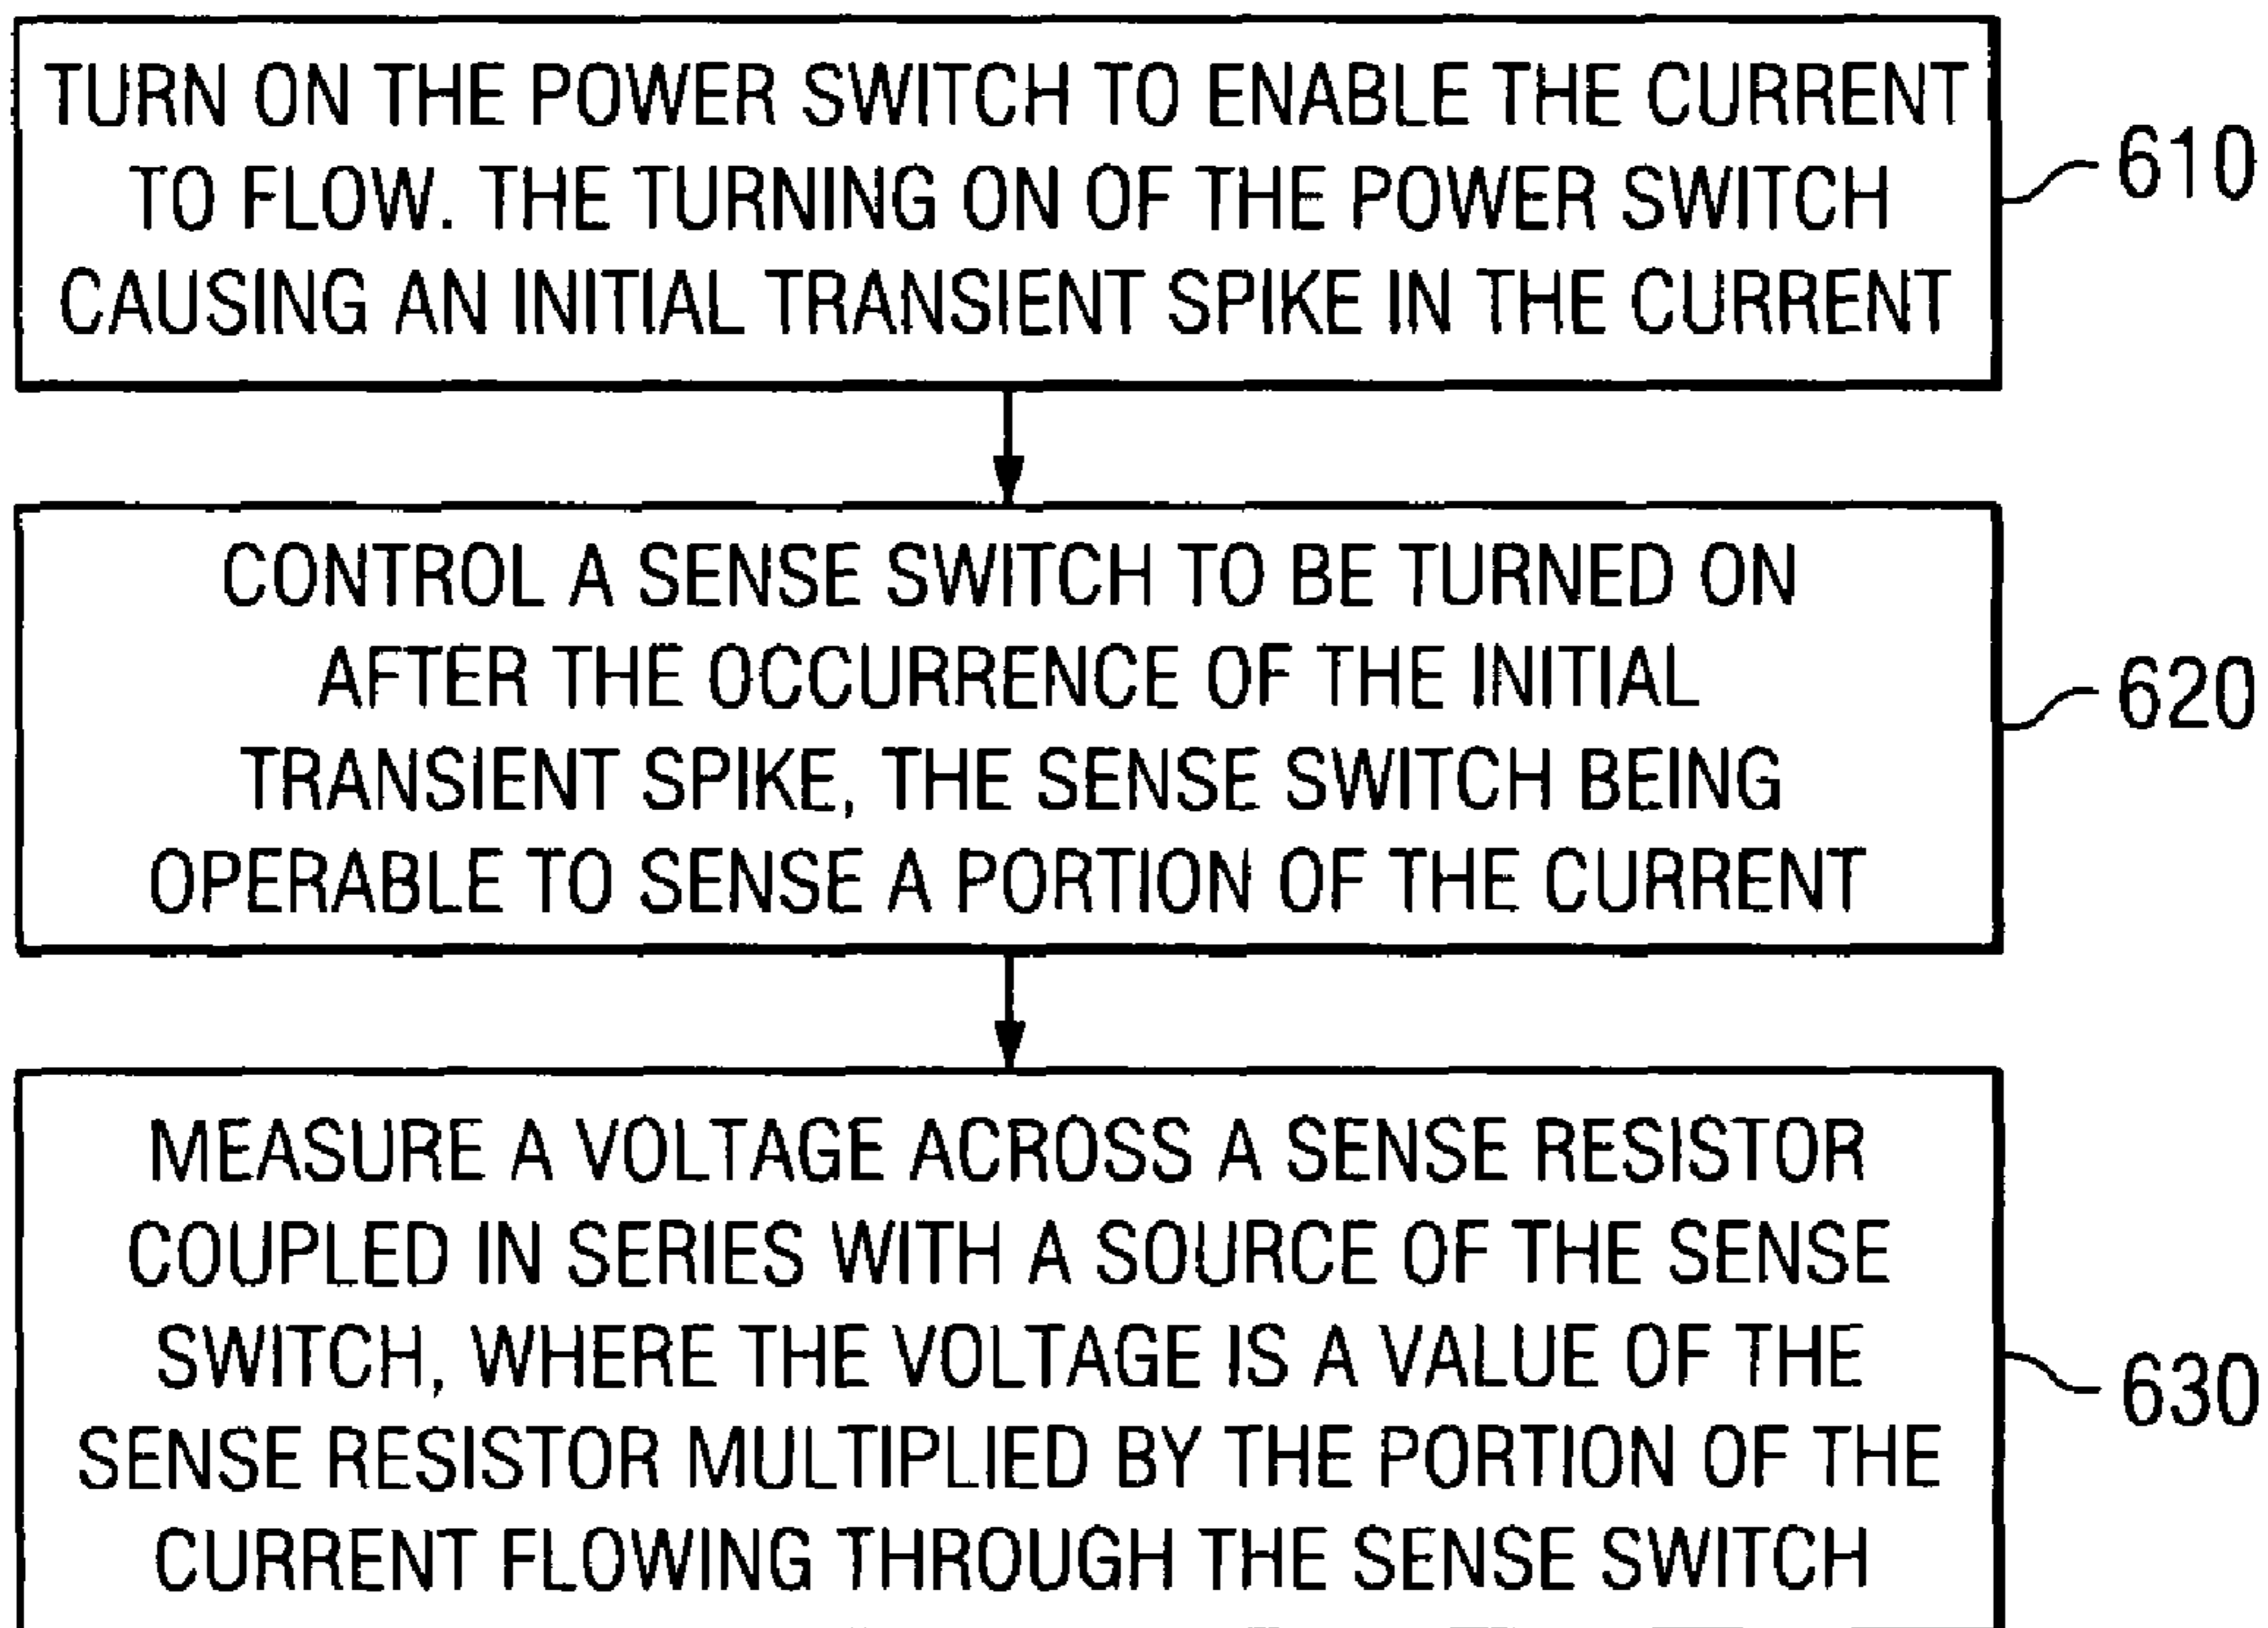 TURN ON THE POWER SWITCH TO ENABLE THE CURRENT
TO FLOW. THE TURNING ON OF THE POWER SWITCH
CAUSING AN INITIAL TRANSIENT SPIKE IN THE CURRENT
610
CONTROL A SENSE SWITCH TO BE TURNED ON
AFTER THE OCCURRENCE OF THE INITIAL
TRANSIENT SPIKE, THE SENSE SWITCH BEING
OPERABLE TO SENSE A PORTION OF THE CURRENT
620
MEASURE A VOLTAGE ACROSS A SENSE RESISTOR
COUPLED IN SERIES WITH A SOURCE OF THE SENSE
SWITCH, WHERE THE VOLTAGE IS A VALUE OF THE
SENSE RESISTOR MULTIPLIED BY THE PORTION OF THE
CURRENT FLOWING THROUGH THE SENSE SWITCH
630